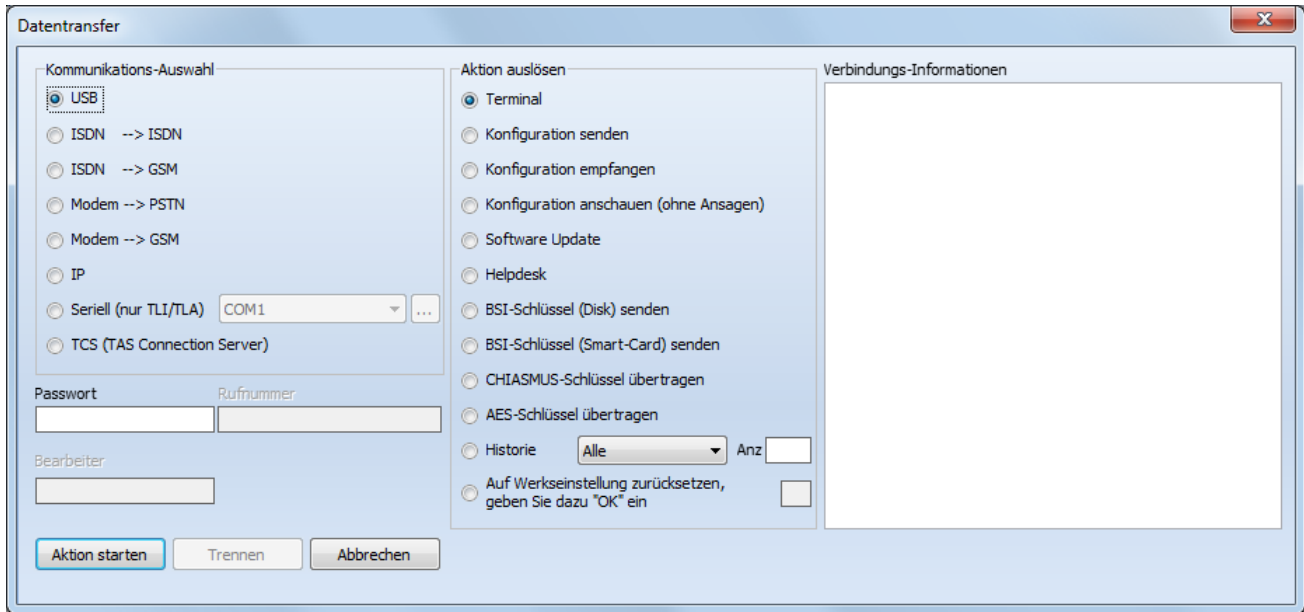 Datentransfer
Kommunikations-Auswahl
USB
ISDN --> ISDN
ISDN --> GSM
Modem --> PSTN
Modem --> GSM
IP
Seriell (nur TLI/TLA) COM1 ...
TCS (TAS Connection Server)
Passwort Rufnummer
Bearbeiter
Aktion starten Trennen Abbrechen
Aktion auslösen
Terminal
Konfiguration senden
Konfiguration empfangen
Konfiguration anschauen (ohne Ansagen)
Software Update
Helpdesk
BSI-Schlüssel (Disk) senden
BSI-Schlüssel (Smart-Card) senden
CHIASMUS-Schlüssel übertragen
AES-Schlüssel übertragen
Historie Alle Anz
Auf Werkseinstellung zurücksetzen,
geben Sie dazu "OK" ein
Verbindungs-Informationen